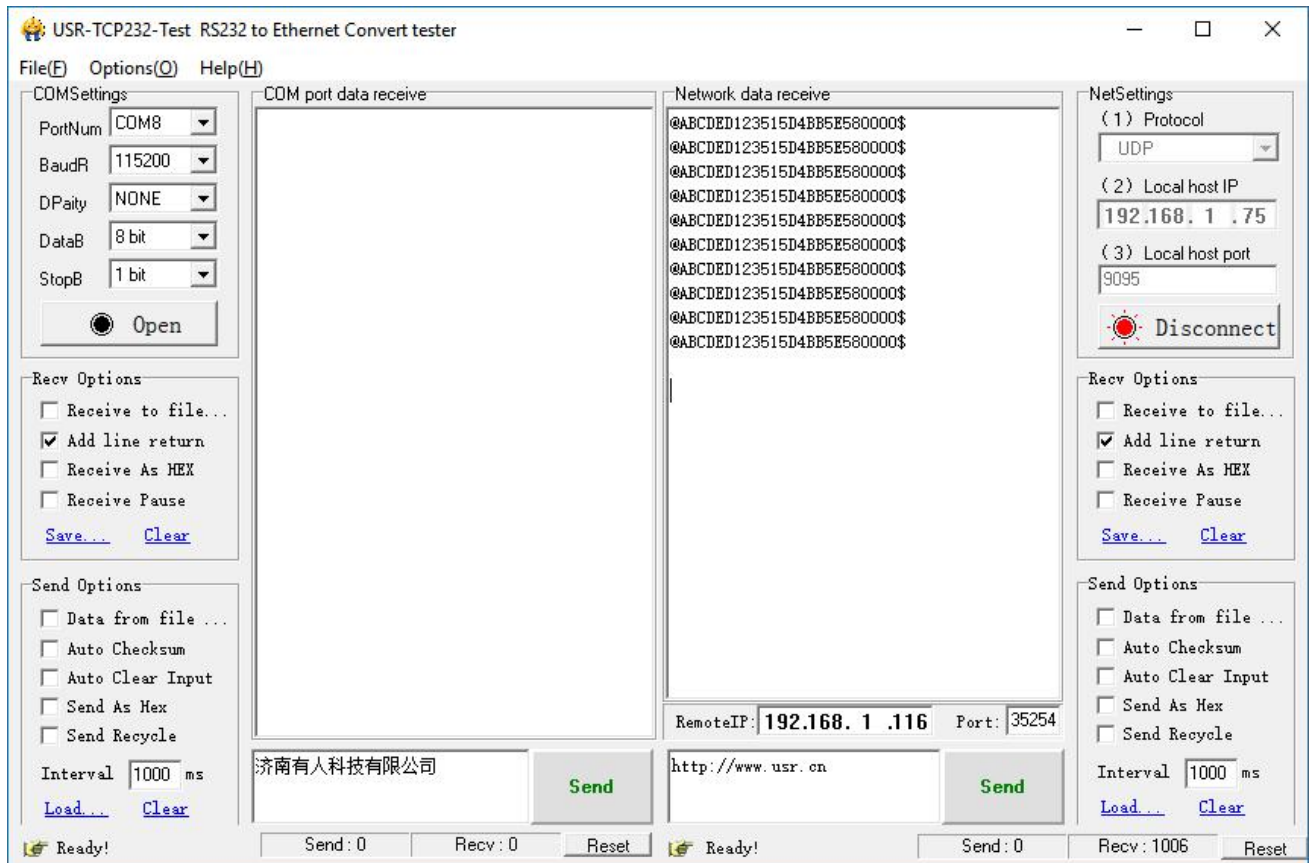 USR-TCP232-Test RS232 to Ethernet Convert tester
File(F) Options(O) Help(H)
COMSettings
PortNum COM8
BaudR 115200
DPaity NONE
DataB 8 bit
StopB 1 bit
Open
Recv Options
Receive to file...
Add line return
Receive As HEX
Receive Pause
Save... Clear
Send Options
Data from file ...
Auto Checksum
Auto Clear Input
Send As Hex
Send Recycle
Interval 1000 ms
Load... Clear
Ready!
COM port data receive
济南有人科技有限公司
Send
Send : 0 Recv : 0 Reset
Network data receive
@ABCDED123515D4BB5E580000$
@ABCDED123515D4BB5E580000$
@ABCDED123515D4BB5E580000$
@ABCDED123515D4BB5E580000$
@ABCDED123515D4BB5E580000$
@ABCDED123515D4BB5E580000$
@ABCDED123515D4BB5E580000$
@ABCDED123515D4BB5E580000$
@ABCDED123515D4BB5E580000$
@ABCDED123515D4BB5E580000$
RemoteIP: 192.168. 1 .116 Port: 35254
http://www.usr.cn
Send
Ready! Send : 0 Recv : 1006 Reset
NetSettings
(1) Protocol
UDP
(2) Local host IP
192.168. 1 .75
(3) Local host port
9095
Disconnect
Recv Options
Receive to file...
Add line return
Receive As HEX
Receive Pause
Save... Clear
Send Options
Data from file ...
Auto Checksum
Auto Clear Input
Send As Hex
Send Recycle
Interval 1000 ms
Load... Clear